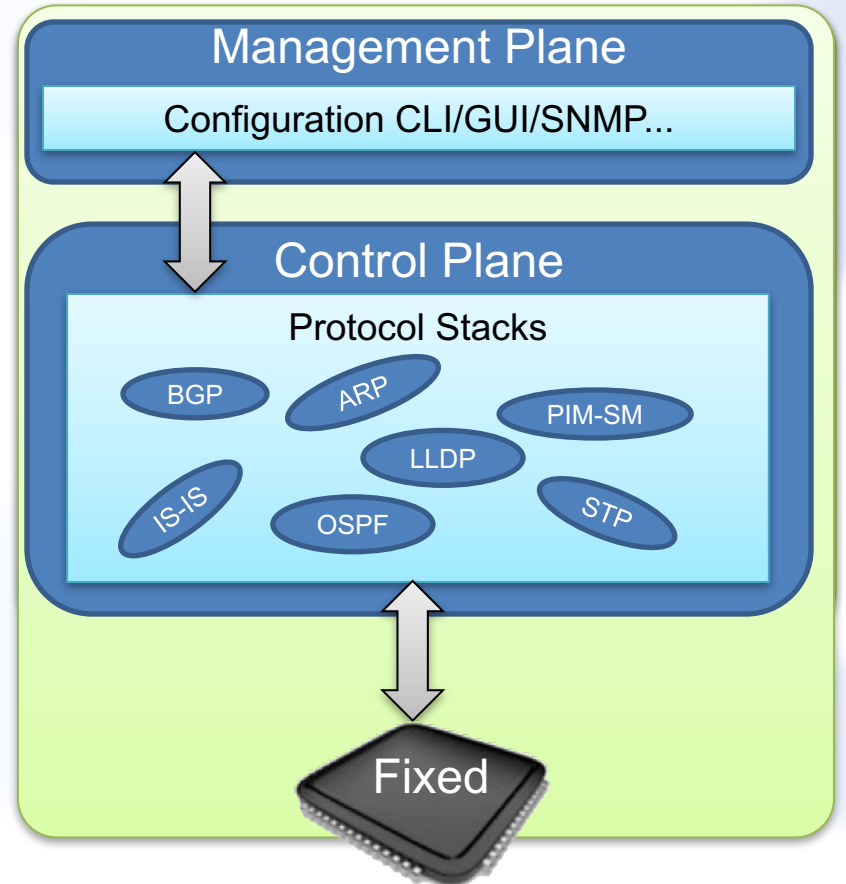 Management Plane
Configuration CLI/GUI/SNMP...
Control Plane
Protocol Stacks
BGP
ARP
PIM-SM
LLDP
IS-IS
OSPF
STP
Fixed